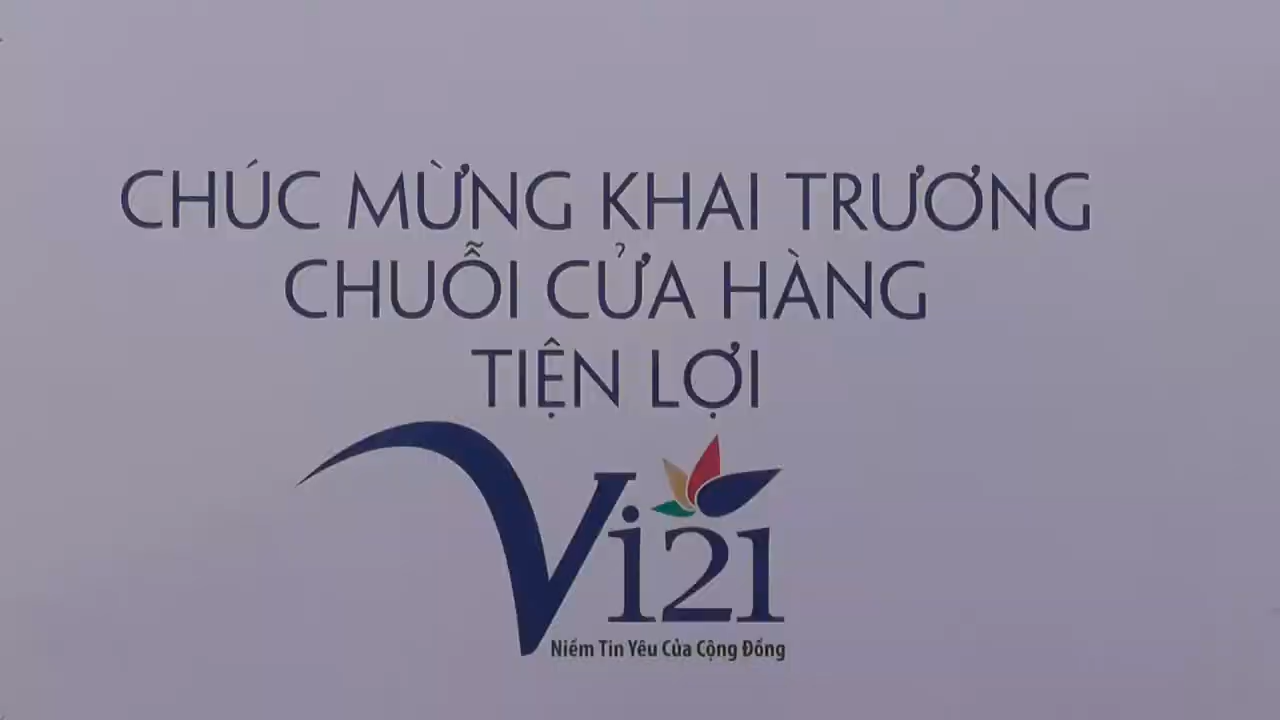 CHÚC MỪNG KHAI TRƯƠNG
CHUỖI CỬA HÀNG
TIỆN LỢI
Vi21
Niềm Tin Yêu Của Cộng Đồng